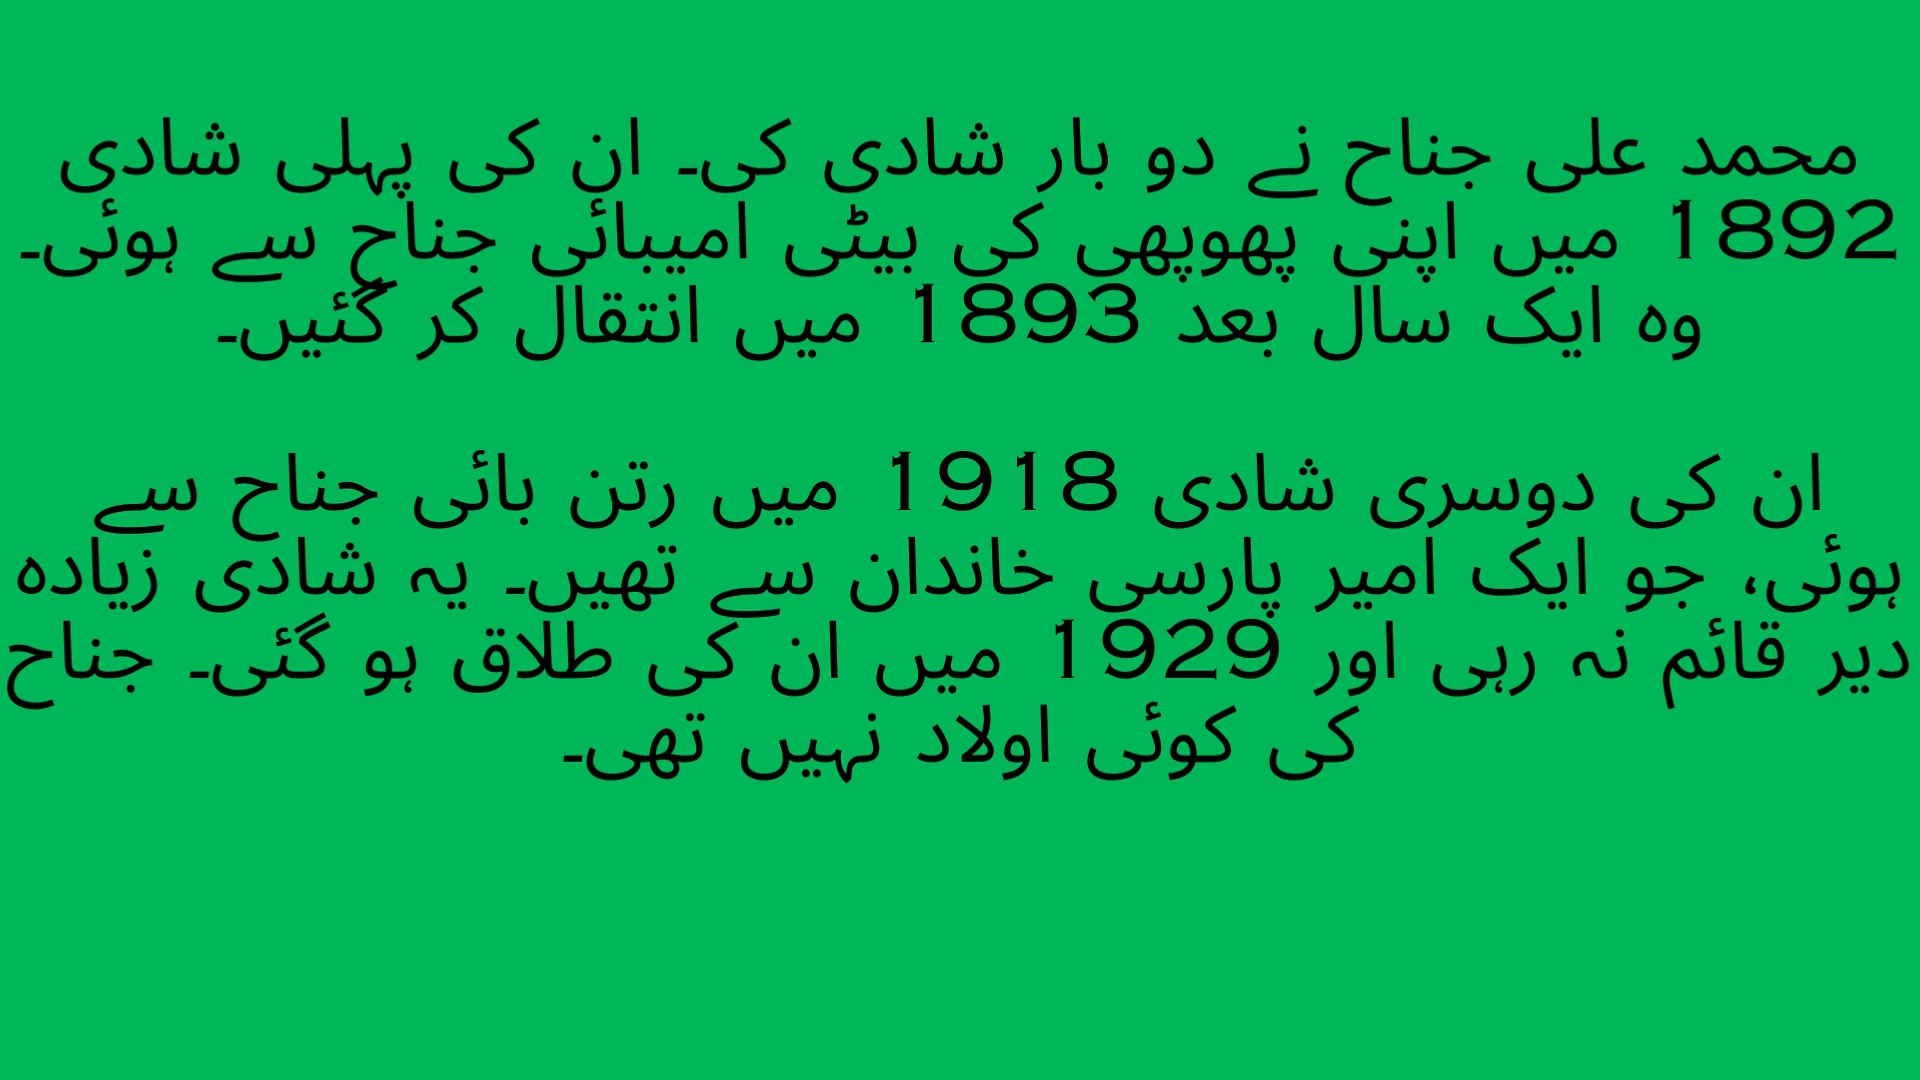 محمد علی جناح نے دو بار شادی کی۔ ان کی پہلی شادی
1892 میں اپنی پھوپھی کی بیٹی امیبائی جناح سے ہوئی۔
وہ ایک سال بعد 1893 میں انتقال کر گئیں۔
ان کی دوسری شادی 1918 میں رتن بائی جناح سے
ہوئی، جو ایک امیر پارسی خاندان سے تھیں۔ یہ شادی زیادہ
دیر قائم نہ رہی اور 1929 میں ان کی طلاق ہو گئی۔ جناح
کی کوئی اولاد نہیں تھی۔